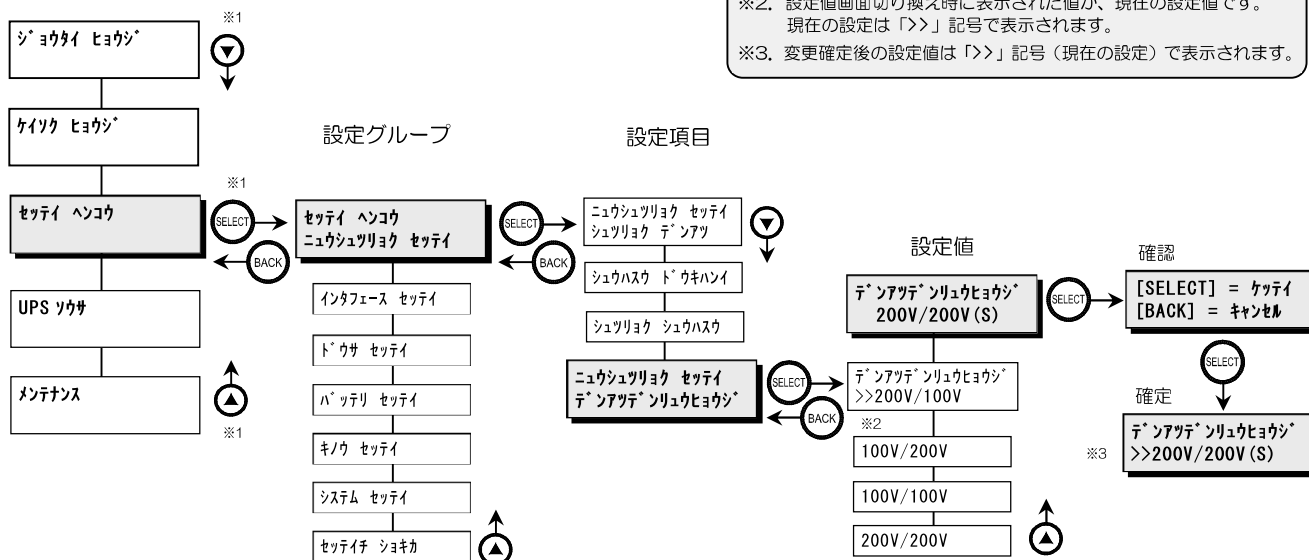 ※2. 設定値画面切り換え時に表示された値が、現在の設定値です。
現在の設定は「>>」記号で表示されます。
※3. 変更確定後の設定値は「>>」記号（現在の設定）で表示されます。
※1
ｼﾞｮｳﾀｲ ﾋｮｳｼﾞ
ｹｲｿｸ ﾋｮｳｼﾞ
設定グループ
設定項目
※1
ｾｯﾃｲ ﾍﾝｺｳ
SELECT
BACK
ｾｯﾃｲ ﾍﾝｺｳ
ﾆｭｳｼｭﾂﾘｮｸ ｾｯﾃｲ
SELECT
BACK
ﾆｭｳｼｭﾂﾘｮｸ ｾｯﾃｲ
ｼｭﾂﾘｮｸ ﾃﾞﾝｱﾂ
ｼｭｳﾊｽｳ ﾄﾞｳｷﾊﾝｲ
ｼｭﾂﾘｮｸ ｼｭｳﾊｽｳ
ﾆｭｳｼｭﾂﾘｮｸ ｾｯﾃｲ
ﾃﾞﾝｱﾂﾃﾞﾝﾘｭｳﾋｮｳｼﾞ
SELECT
BACK
UPS ｿｳｻ
ﾒﾝﾃﾅﾝｽ
※1
ｲﾝﾀﾌｪｰｽ ｾｯﾃｲ
ﾄﾞｳｻ ｾｯﾃｲ
ﾊﾞｯﾃﾘ ｾｯﾃｲ
ｷﾉｳ ｾｯﾃｲ
ｼｽﾃﾑ ｾｯﾃｲ
ｾｯﾃｲﾁ ｼｮｷｶ
設定値
ﾃﾞﾝｱﾂﾃﾞﾝﾘｭｳﾋｮｳｼﾞ
200V/200V(S)
SELECT
ﾃﾞﾝｱﾂﾃﾞﾝﾘｭｳﾋｮｳｼﾞ
>>200V/100V
※2
100V/200V
100V/100V
200V/200V
確認
[SELECT] = ｹｯﾃｲ
[BACK] = ｷｬﾝｾﾙ
SELECT
確定
※3
ﾃﾞﾝｱﾂﾃﾞﾝﾘｭｳﾋｮｳｼﾞ
>>200V/200V(S)